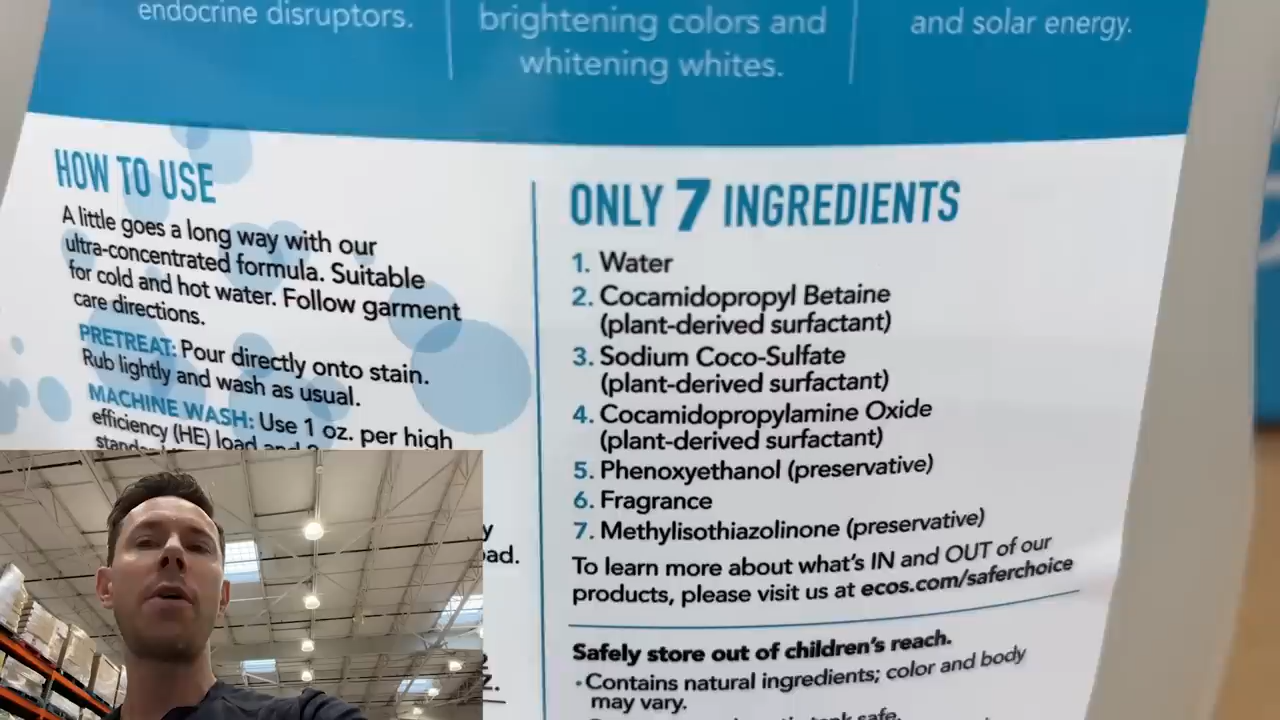 endocrine disruptors.
brightening colors and
whitening whites.
and solar energy.
HOW TO USE
A little goes a long way with our
ultra-concentrated formula. Suitable
for cold and hot water. Follow garment
care directions.
PRETREAT: Pour directly onto stain.
Rub lightly and wash as usual.
MACHINE WASH: Use 1 oz. per high
efficiency (HE) load and
ONLY 7 INGREDIENTS
1. Water
2. Cocamidopropyl Betaine
(plant-derived surfactant)
3. Sodium Coco-Sulfate
(plant-derived surfactant)
4. Cocamidopropylamine Oxide
(plant-derived surfactant)
5. Phenoxyethanol (preservative)
6. Fragrance
7. Methylisothiazolinone (preservative)
To learn more about what's IN and OUT of our
products, please visit us at ecos.com/saferchoice
Safely store out of children's reach.
• Contains natural ingredients; color and body
may vary.